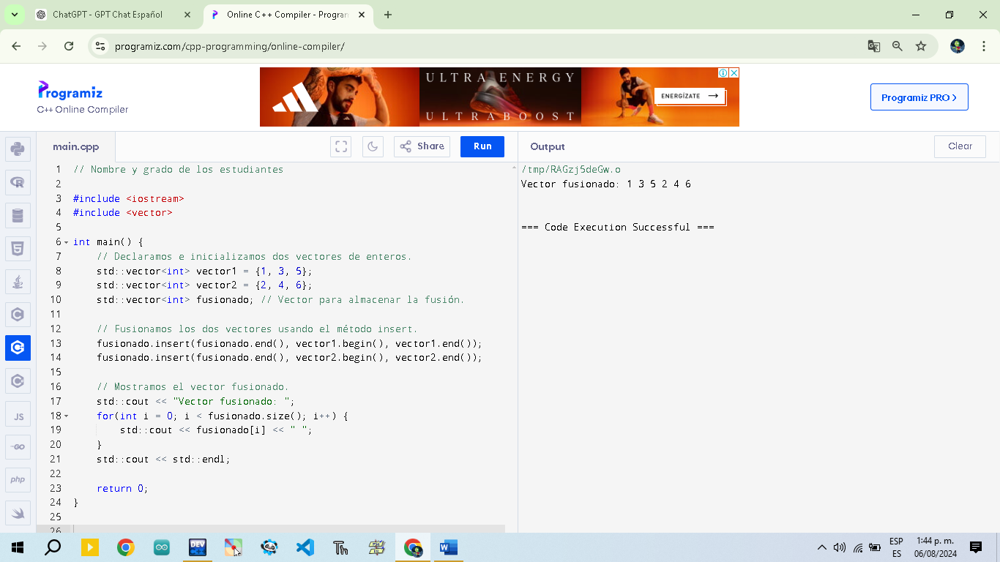 ChatGPT - GPT Chat Español
Online C++ Compiler - Program
programiz.com/cpp-programming/online-compiler/
Programiz
C++ Online Compiler
ULTRA ENERGY
ULTRABOOST
ENERGÍZATE →
Programiz PRO >
main.cpp
Share
Run
Output
Clear
1 // Nombre y grado de los estudiantes
2
3 #include <iostream>
4 #include <vector>
5
6 int main() {
7 // Declaramos e inicializamos dos vectores de enteros.
8 std::vector<int> vector1 = {1, 3, 5};
9 std::vector<int> vector2 = {2, 4, 6};
10 std::vector<int> fusionado; // Vector para almacenar la fusión.
11
12 // Fusionamos los dos vectores usando el método insert.
13 fusionado.insert(fusionado.end(), vector1.begin(), vector1.end());
14 fusionado.insert(fusionado.end(), vector2.begin(), vector2.end());
15
16 // Mostramos el vector fusionado.
17 std::cout << "Vector fusionado: ";
18 for(int i = 0; i < fusionado.size(); i++) {
19 std::cout << fusionado[i] << " ";
20 }
21 std::cout << std::endl;
22
23 return 0;
24 }
25
26
/tmp/RAGzj5deGw.o
Vector fusionado: 1 3 5 2 4 6
=== Code Execution Successful ===
JS
GO
php
DEV
Th
ESP
ES
1:44 p. m.
06/08/2024